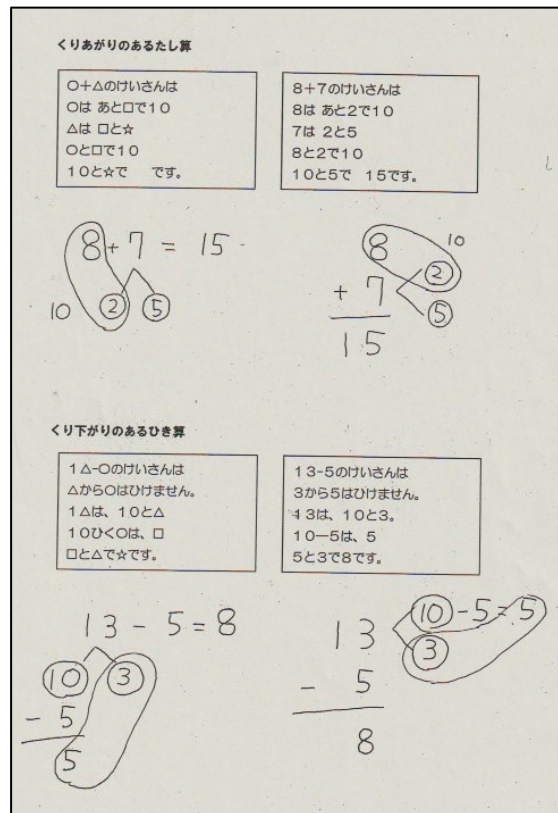 くりあがりのあるたし算
○+△のけいさんは
○は あと□で10
△は □と☆
○と□で10
10と☆で　　です。
8+7のけいさんは
8は あと2で10
7は 2と5
8と2で10
10と5で　15です。
8+7=15
10 2 5
8 10
2
+ 7
5
15
くり下がりのあるひき算
1△-○のけいさんは
△から○はひけません。
1△は、10と△
10ひく○は、□
□と△で☆です。
13-5のけいさんは
3から5はひけません。
13は、10と3。
10―5は、5
5と3で8です。
13-5=8
10 3
- 5
5
10-5=5
13
3
- 5
8